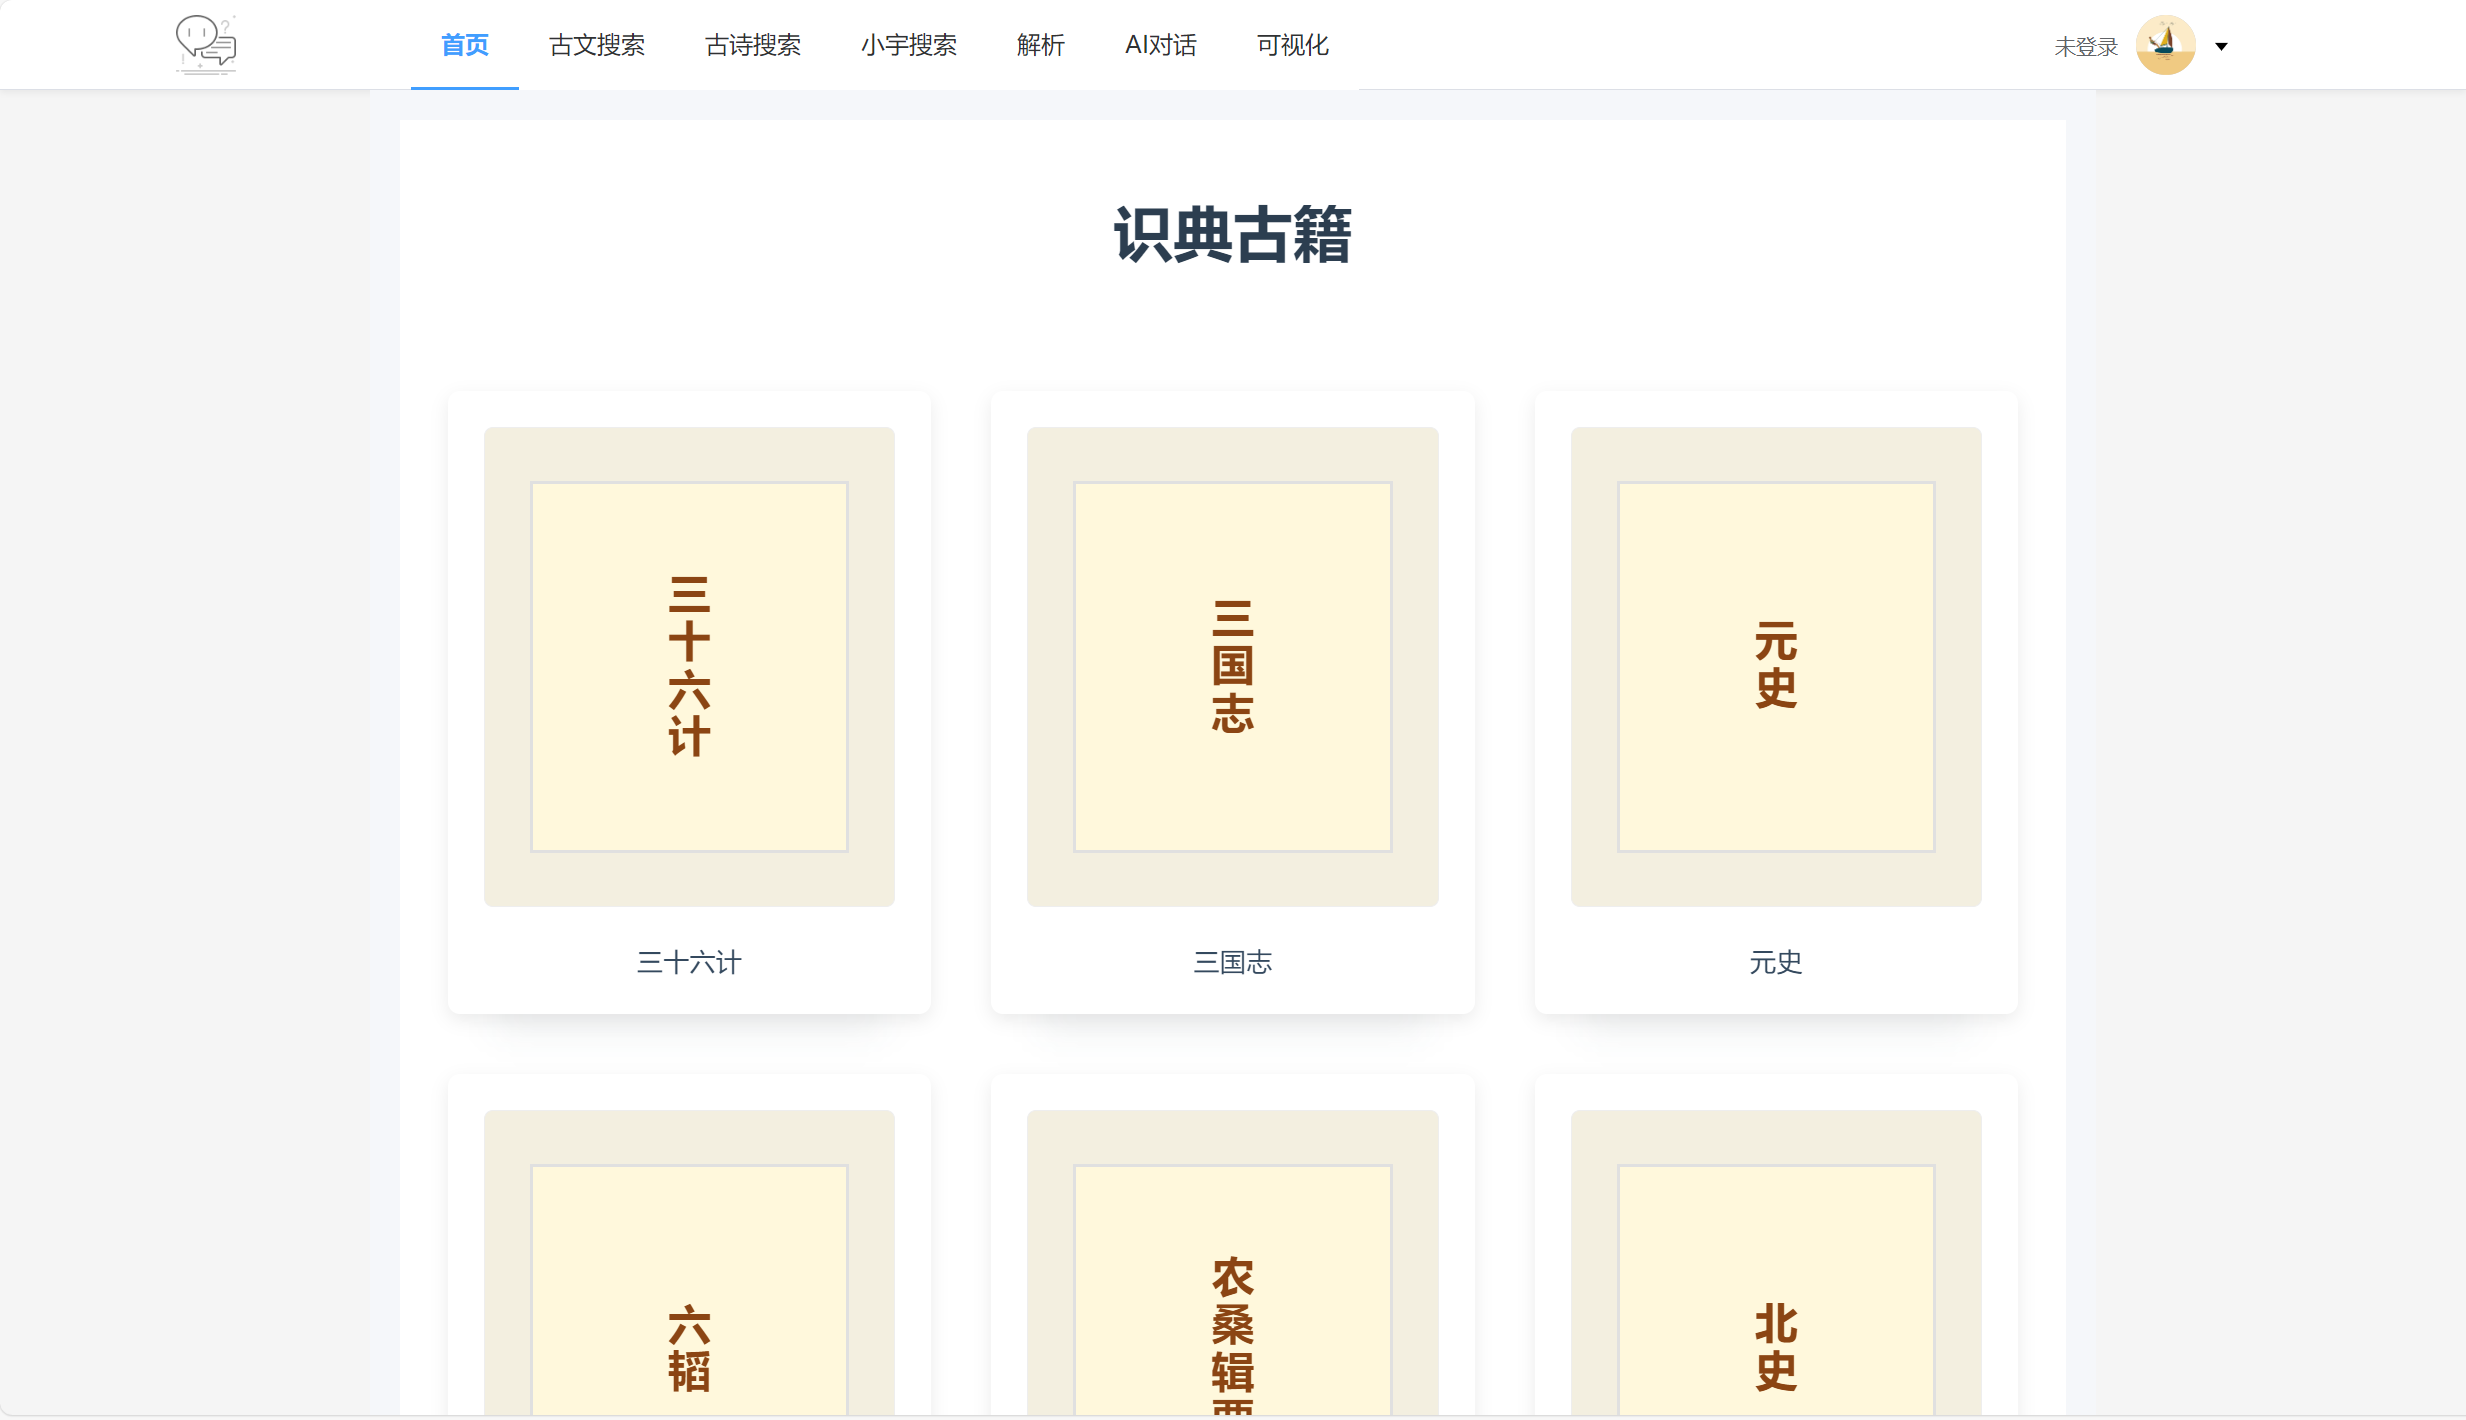 首页 古文搜索 古诗搜索 小宇搜索 解析 AI对话 可视化 未登录
识典古籍
三十六计
三国志
元史
三十六计
三国志
元史
六韬
农桑辑
北史